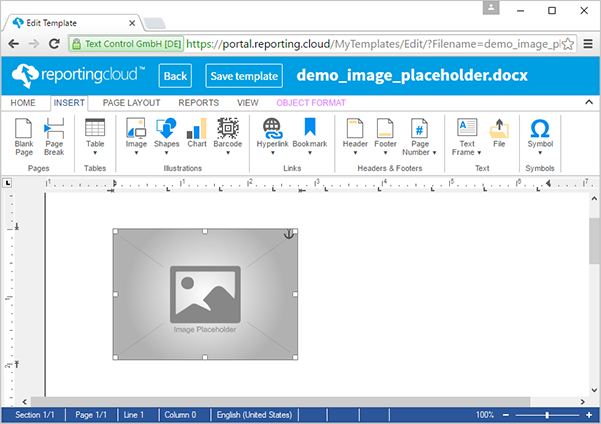 Edit Template
Text Control GmbH [DE] https://portal.reporting.cloud/MyTemplates/Edit/?Filename=demo_image_pl
reportingcloud™ Back Save template demo_image_placeholder.docx
HOME INSERT PAGE LAYOUT REPORTS VIEW OBJECT FORMAT
Blank Page Page Break Table Image Shapes Chart Barcode Hyperlink Bookmark Header Footer Page Number Text Frame File Symbol
Pages Tables Illustrations Links Headers & Footers Text Symbols
Image Placeholder
Section 1/1 Page 1/1 Line 1 Column 0 English (United States) 100%